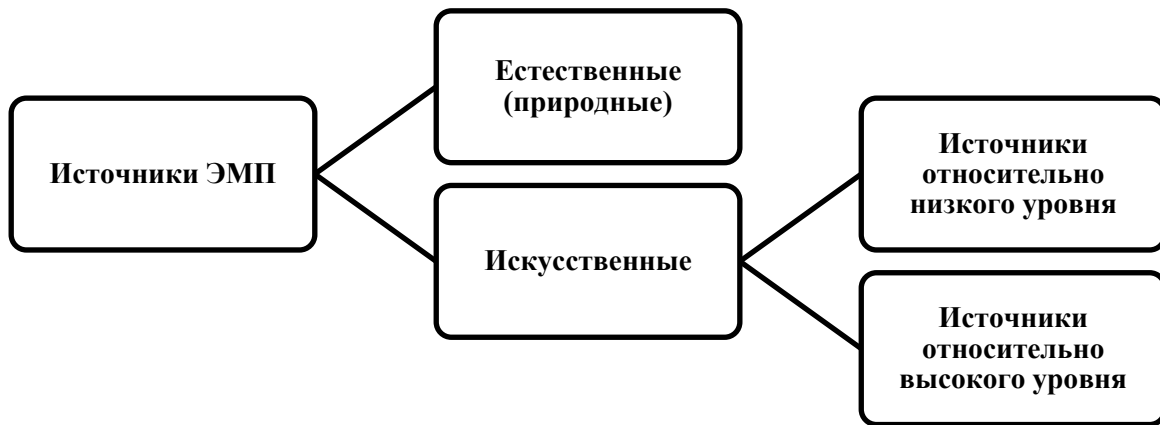 Источники ЭМП
Естественные
(природные)
Искусственные
Источники
относительно
низкого уровня
Источники
относительно
высокого уровня